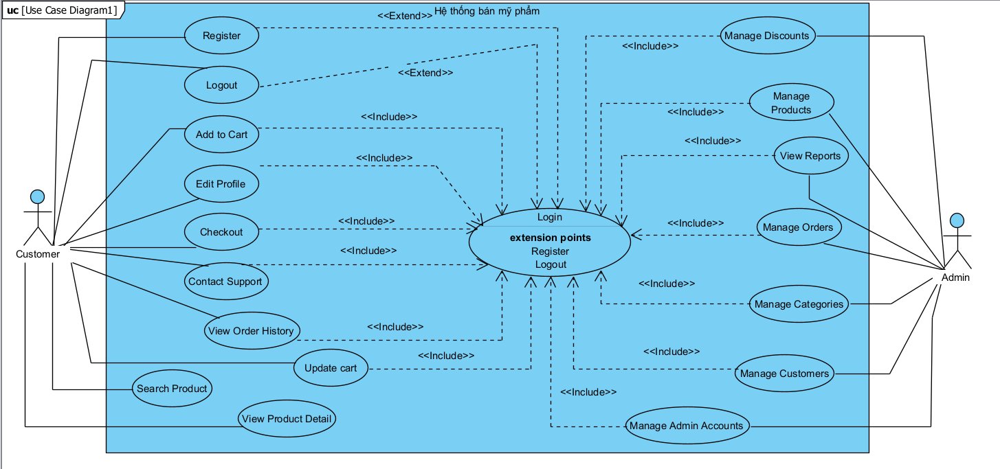 uc [Use Case Diagram1]
Hệ thống bán mỹ phẩm
<<Extend>>
Register
Manage Discounts
<<Include>>
<<Extend>>
Logout
Manage
Products
<<Include>>
<<Include>>
Add to Cart
<<Include>>
View Reports
<<Include>>
Edit Profile
Login
<<Include>>
<<Include>>
Manage Orders
Checkout
extension points
Register
Logout
<<Include>>
Customer
Admin
Contact Support
<<Include>>
Manage Categories
<<Include>>
View Order History
<<Include>>
<<Include>>
Update cart
Manage Customers
Search Product
<<Include>>
View Product Detail
Manage Admin Accounts